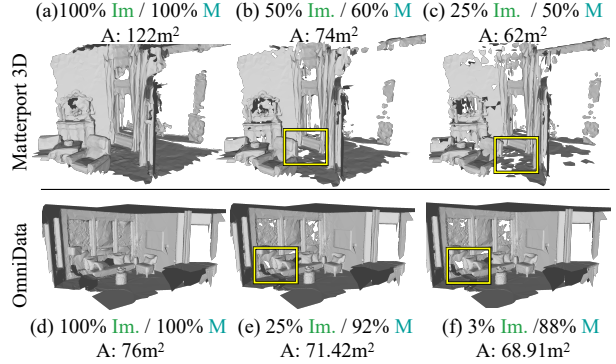 (a)100% Im / 100% M (b) 50% Im / 60% M (c) 25% Im. / 50% M
A: 122m² A: 74m² A: 62m²
Matterport 3D
OmniData
(d) 100% Im. / 100% M (e) 25% Im. /92% M (f) 3% Im. /88% M
A: 76m² A: 71.42m² A: 68.91m²